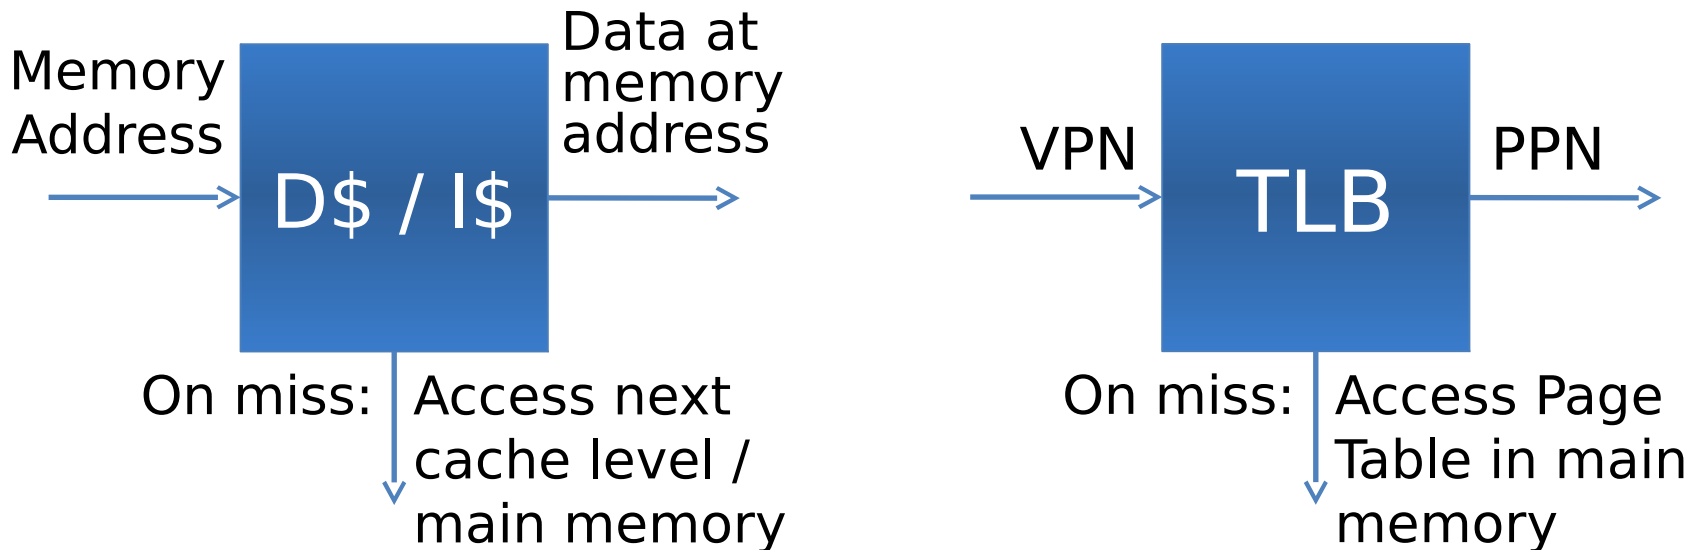 Memory
Address
D$ / I$
Data at
memory
address
On miss:
Access next
cache level /
main memory
VPN
TLB
PPN
On miss:
Access Page
Table in main
memory